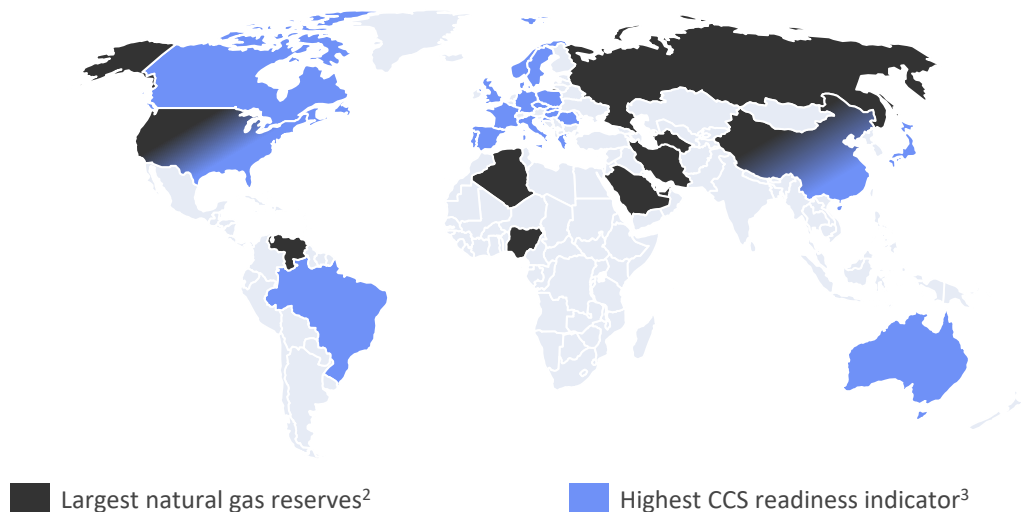 Largest natural gas reserves²
Highest CCS readiness indicator³